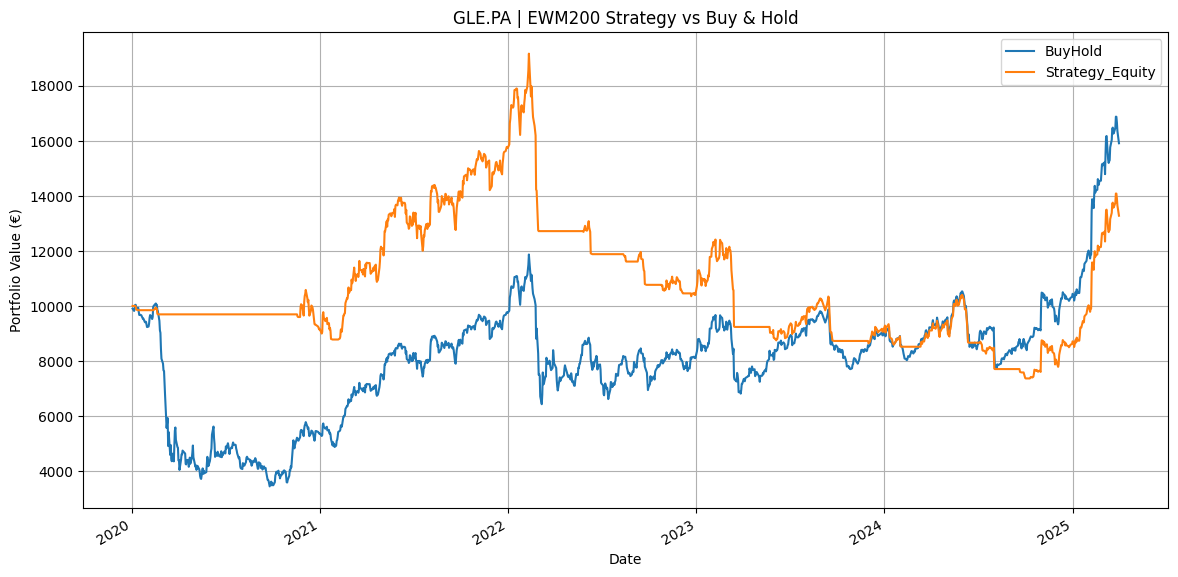 GLE.PA | EWM200 Strategy vs Buy & Hold
BuyHold
Strategy_Equity
Portfolio Value (€)
18000
16000
14000
12000
10000
8000
6000
4000
2020
2021
2022
2023
2024
2025
Date